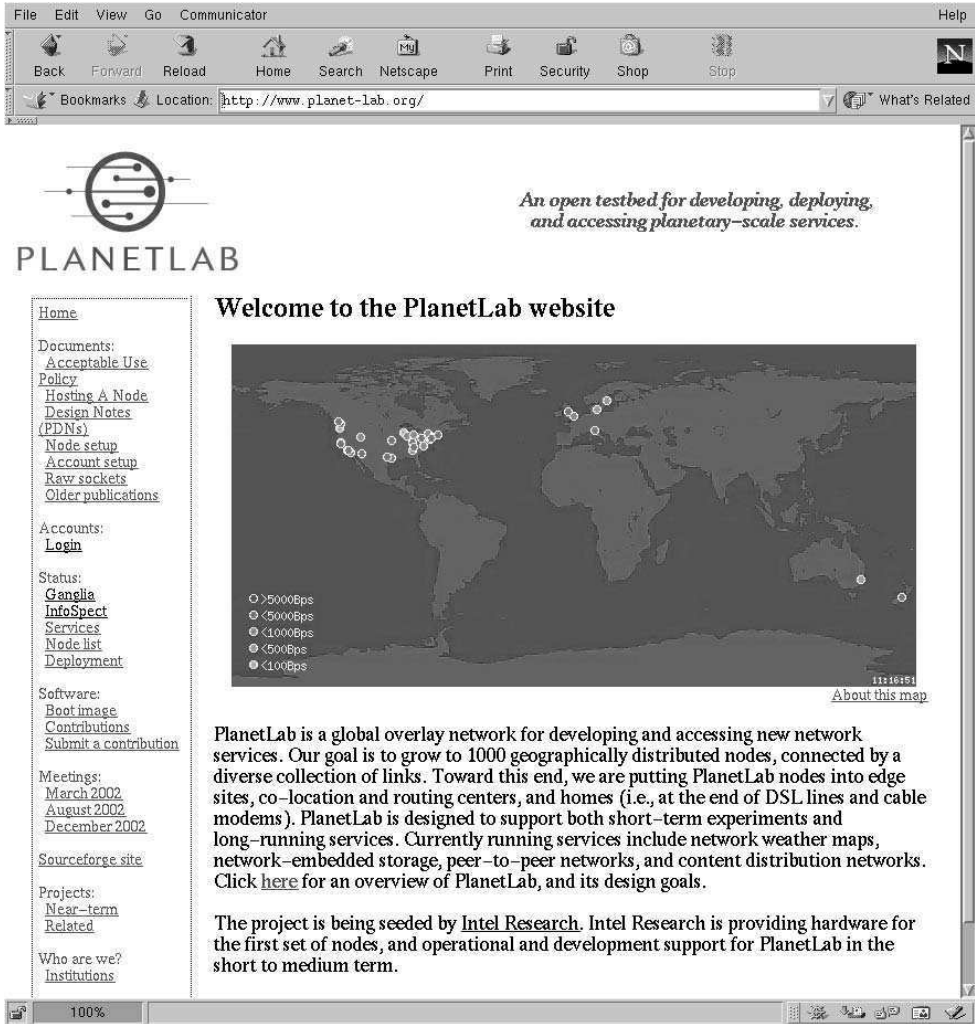 File Edit View Go Communicator Help
Back Forward Reload Home Search Netscape Print Security Shop Stop
My
N
Bookmarks Location: http://www.planet-lab.org/ What's Related
PLANETLAB
An open testbed for developing, deploying,
and accessing planetary-scale services.
Home
Documents:
Acceptable Use
Policy
Hosting A Node
Design Notes
(PDNs)
Node setup
Account setup
Raw sockets
Older publications
Accounts:
Login
Status:
Ganglia
InfoSpect
Services
Node list
Deployment
Software:
Boot image
Contributions
Submit a contribution
Meetings:
March 2002
August 2002
December 2002
Sourceforge site
Projects:
Near-term
Related
Who are we?
Institutions
Welcome to the PlanetLab website
>5000Bps
<5000Bps
<1000Bps
<500Bps
<100Bps
11:16:51
About this map
PlanetLab is a global overlay network for developing and accessing new network
services. Our goal is to grow to 1000 geographically distributed nodes, connected by a
diverse collection of links. Toward this end, we are putting PlanetLab nodes into edge
sites, co-location and routing centers, and homes (i.e., at the end of DSL lines and cable
modems). PlanetLab is designed to support both short-term experiments and
long-running services. Currently running services include network weather maps,
network-embedded storage, peer-to-peer networks, and content distribution networks.
Click here for an overview of PlanetLab, and its design goals.
The project is being seeded by Intel Research. Intel Research is providing hardware for
the first set of nodes, and operational and development support for PlanetLab in the
short to medium term.
100%